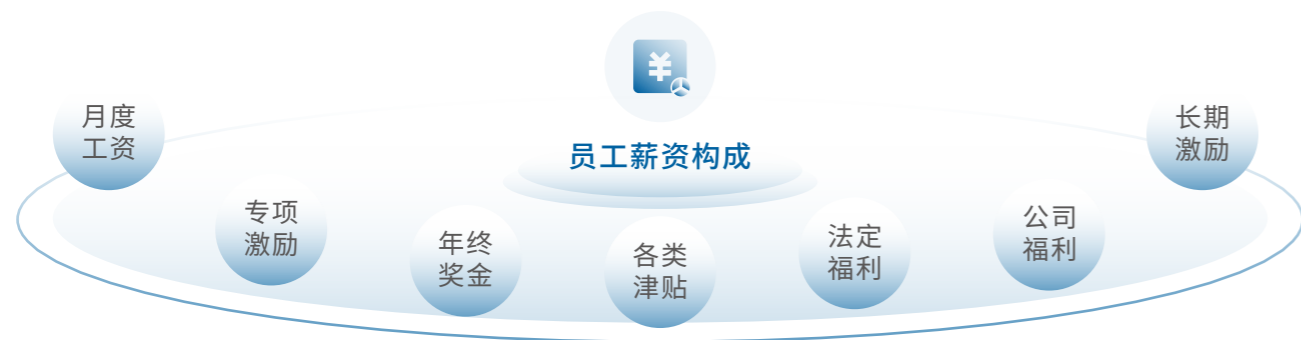 员工薪资构成
月度
工资
专项
激励
年终
奖金
各类
津贴
法定
福利
公司
福利
长期
激励